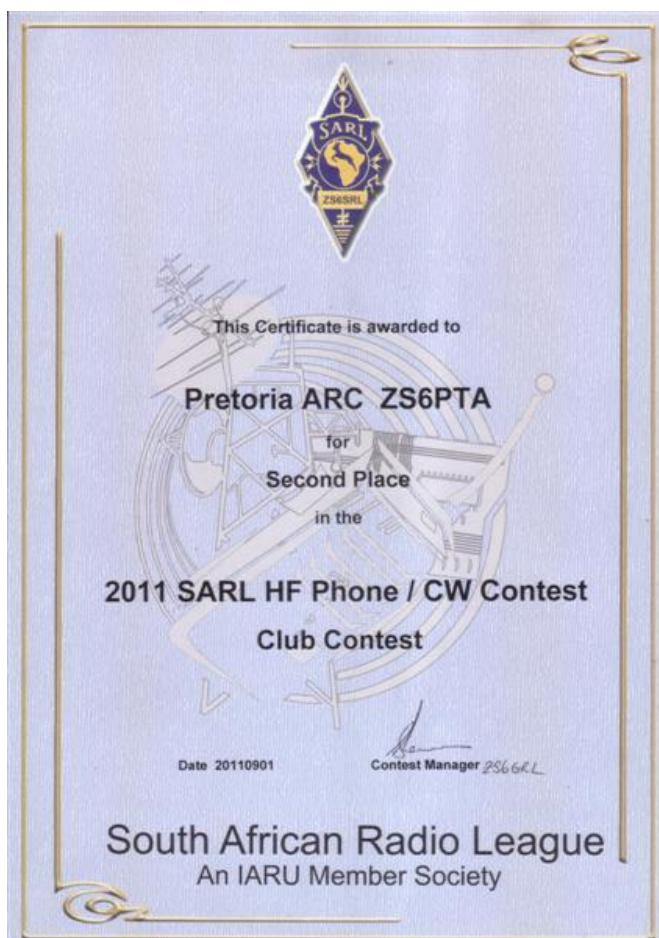 SARL
ZS6SRL
This Certificate is awarded to
Pretoria ARC ZS6PTA
for
Second Place
in the
2011 SARL HF Phone / CW Contest
Club Contest
Date 20110901
Contest Manager ZS6GRL
South African Radio League
An IARU Member Society